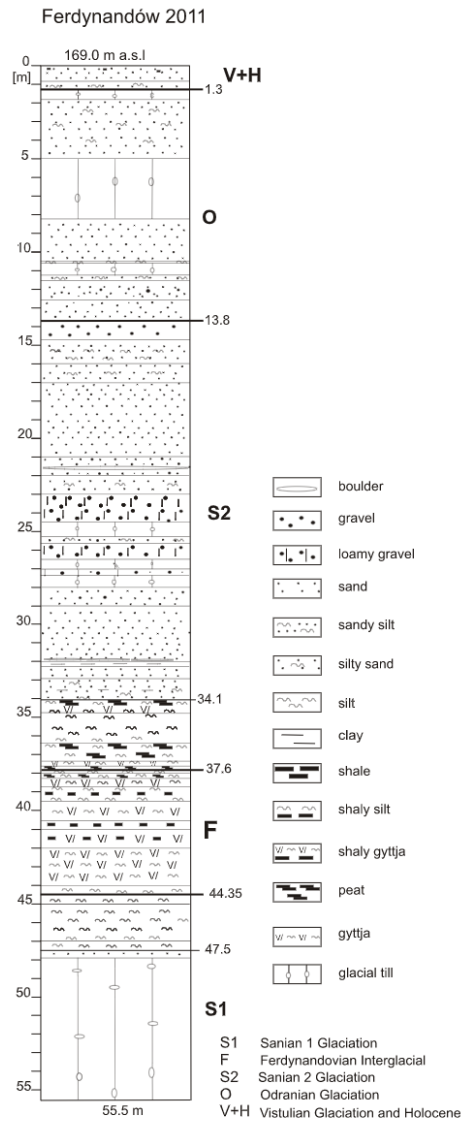 Ferdynandów 2011
169.0 m a.s.l
0
[m]
V+H
1.3
5
O
10
13.8
15
20
S2
25
30
34.1
35
37.6
40
F
44.35
45
47.5
50
S1
55
55.5 m
boulder
gravel
loamy gravel
sand
sandy silt
silty sand
silt
clay
shale
shaly silt
shaly gyttja
peat
gyttja
glacial till
S1 Sanian 1 Glaciation
F Ferdynandovian Interglacial
S2 Sanian 2 Glaciation
O Odranian Glaciation
V+H Vistulian Glaciation and Holocene